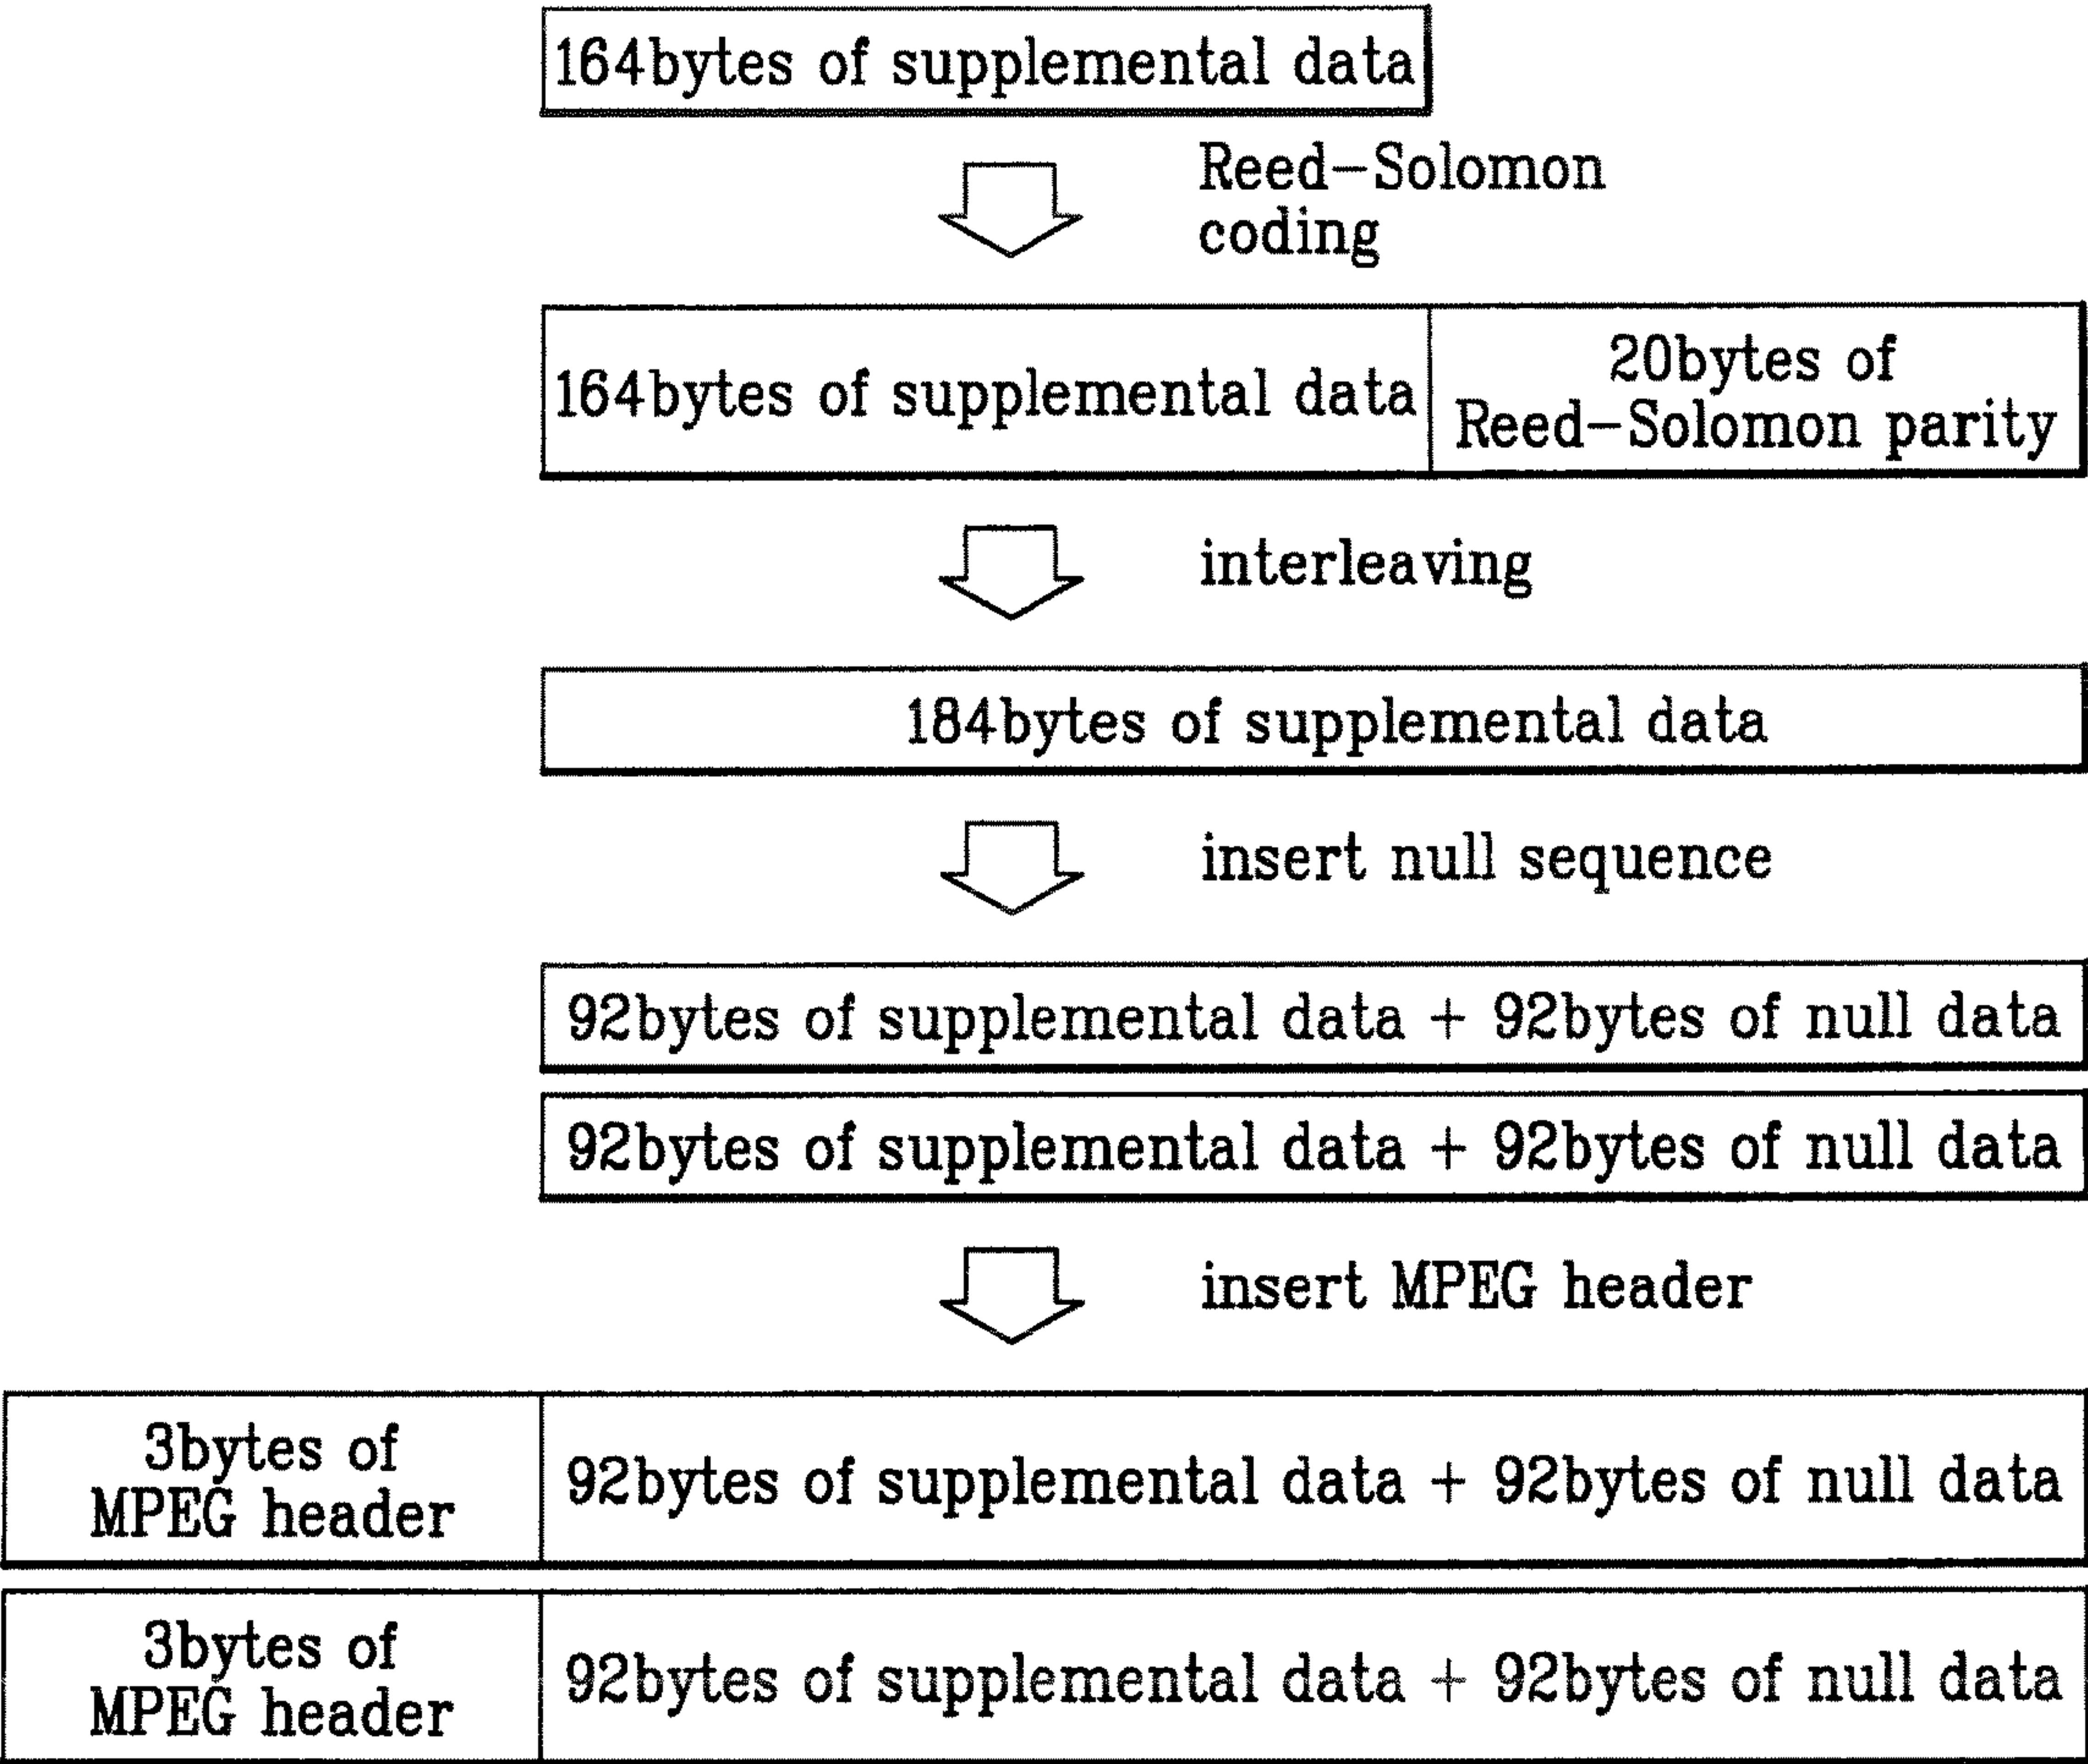 164bytes of supplemental data
Reed-Solomon
coding
164bytes of supplemental data
20bytes of
Reed-Solomon parity
interleaving
184bytes of supplemental data
insert null sequence
92bytes of supplemental data + 92bytes of null data
92bytes of supplemental data + 92bytes of null data
insert MPEG header
3bytes of
MPEG header
92bytes of supplemental data + 92bytes of null data
3bytes of
MPEG header
92bytes of supplemental data + 92bytes of null data